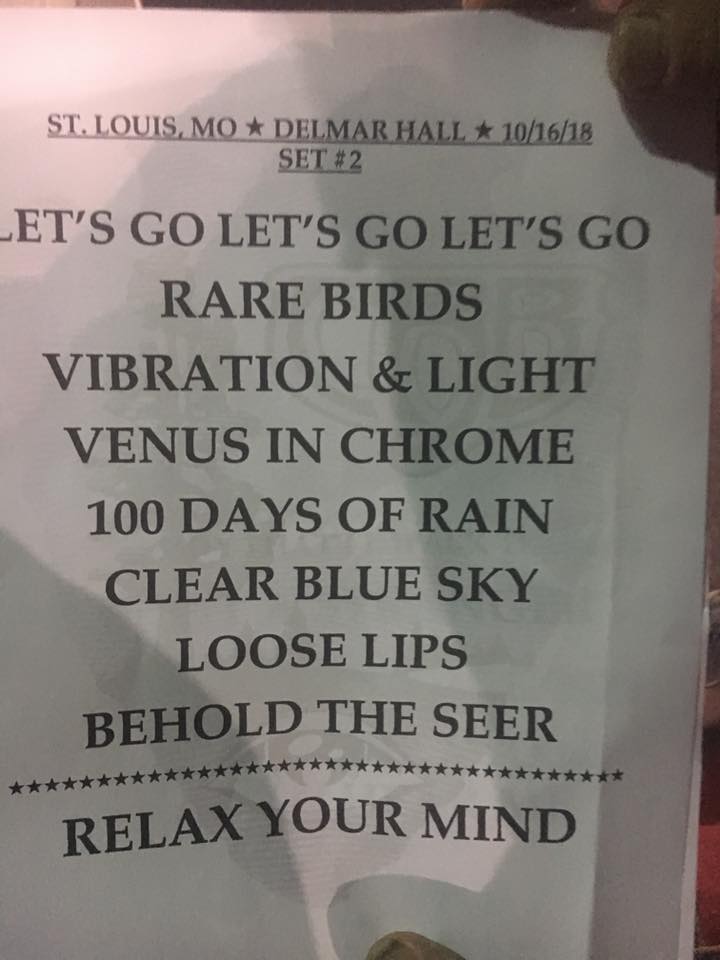 ST. LOUIS, MO ★ DELMAR HALL ★ 10/16/18
SET #2
LET'S GO LET'S GO LET'S GO
RARE BIRDS
VIBRATION & LIGHT
VENUS IN CHROME
100 DAYS OF RAIN
CLEAR BLUE SKY
LOOSE LIPS
BEHOLD THE SEER
★★★★★★★★★★★★★★★★★★★★★★★★★★★★★★★★★★★★★★★★★★
RELAX YOUR MIND